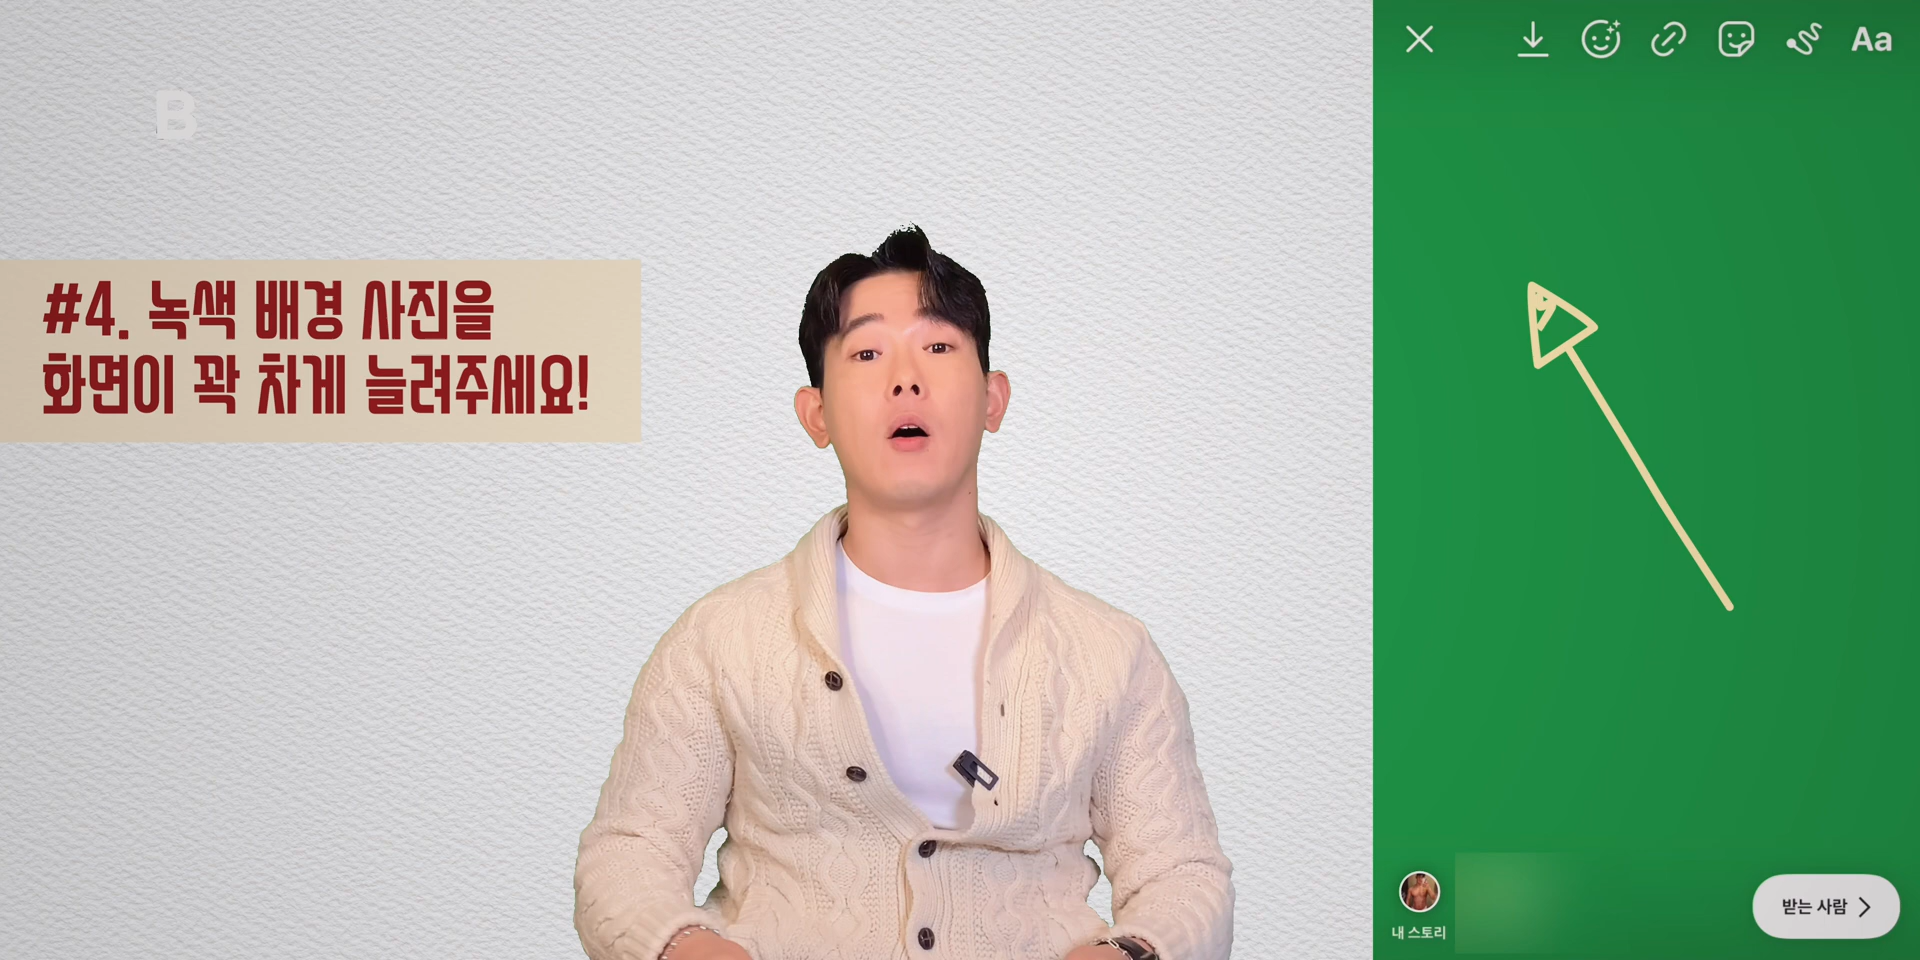 B
#4. 녹색 배경 사진을
화면이 꽉 차게 늘려주세요!
Aa
내 스토리
받는 사람